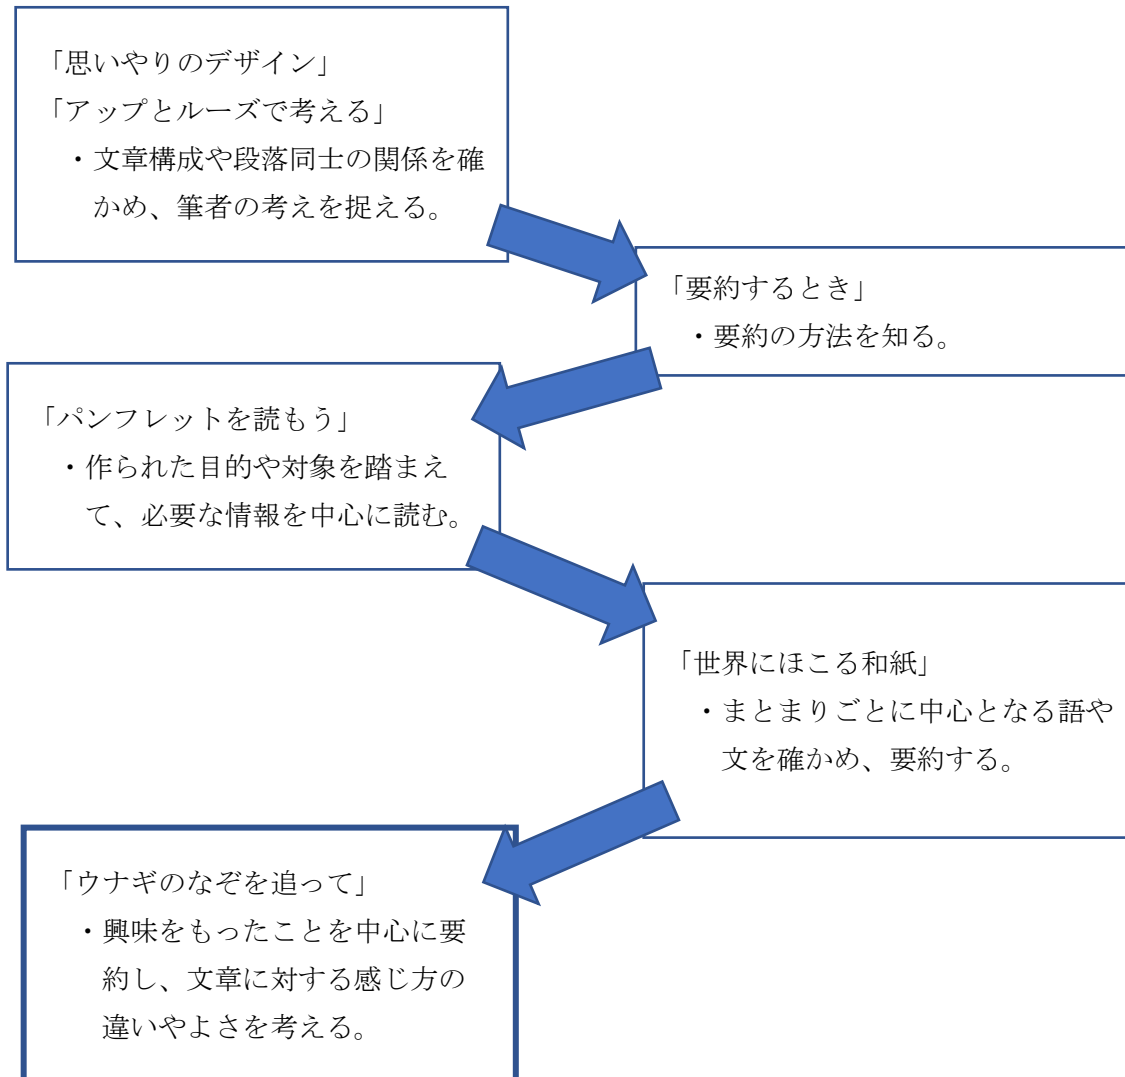 「思いやりのデザイン」
「アップとルーズで考える」
・文章構成や段落同士の関係を確
かめ、筆者の考えを捉える。
「要約するとき」
・要約の方法を知る。
「パンフレットを読もう」
・作られた目的や対象を踏まえ
て、必要な情報を中心に読む。
「世界にほこる和紙」
・まとまりごとに中心となる語や
文を確かめ、要約する。
「ウナギのなぞを追って」
・興味をもったことを中心に要
約し、文章に対する感じ方の
違いやよさを考える。